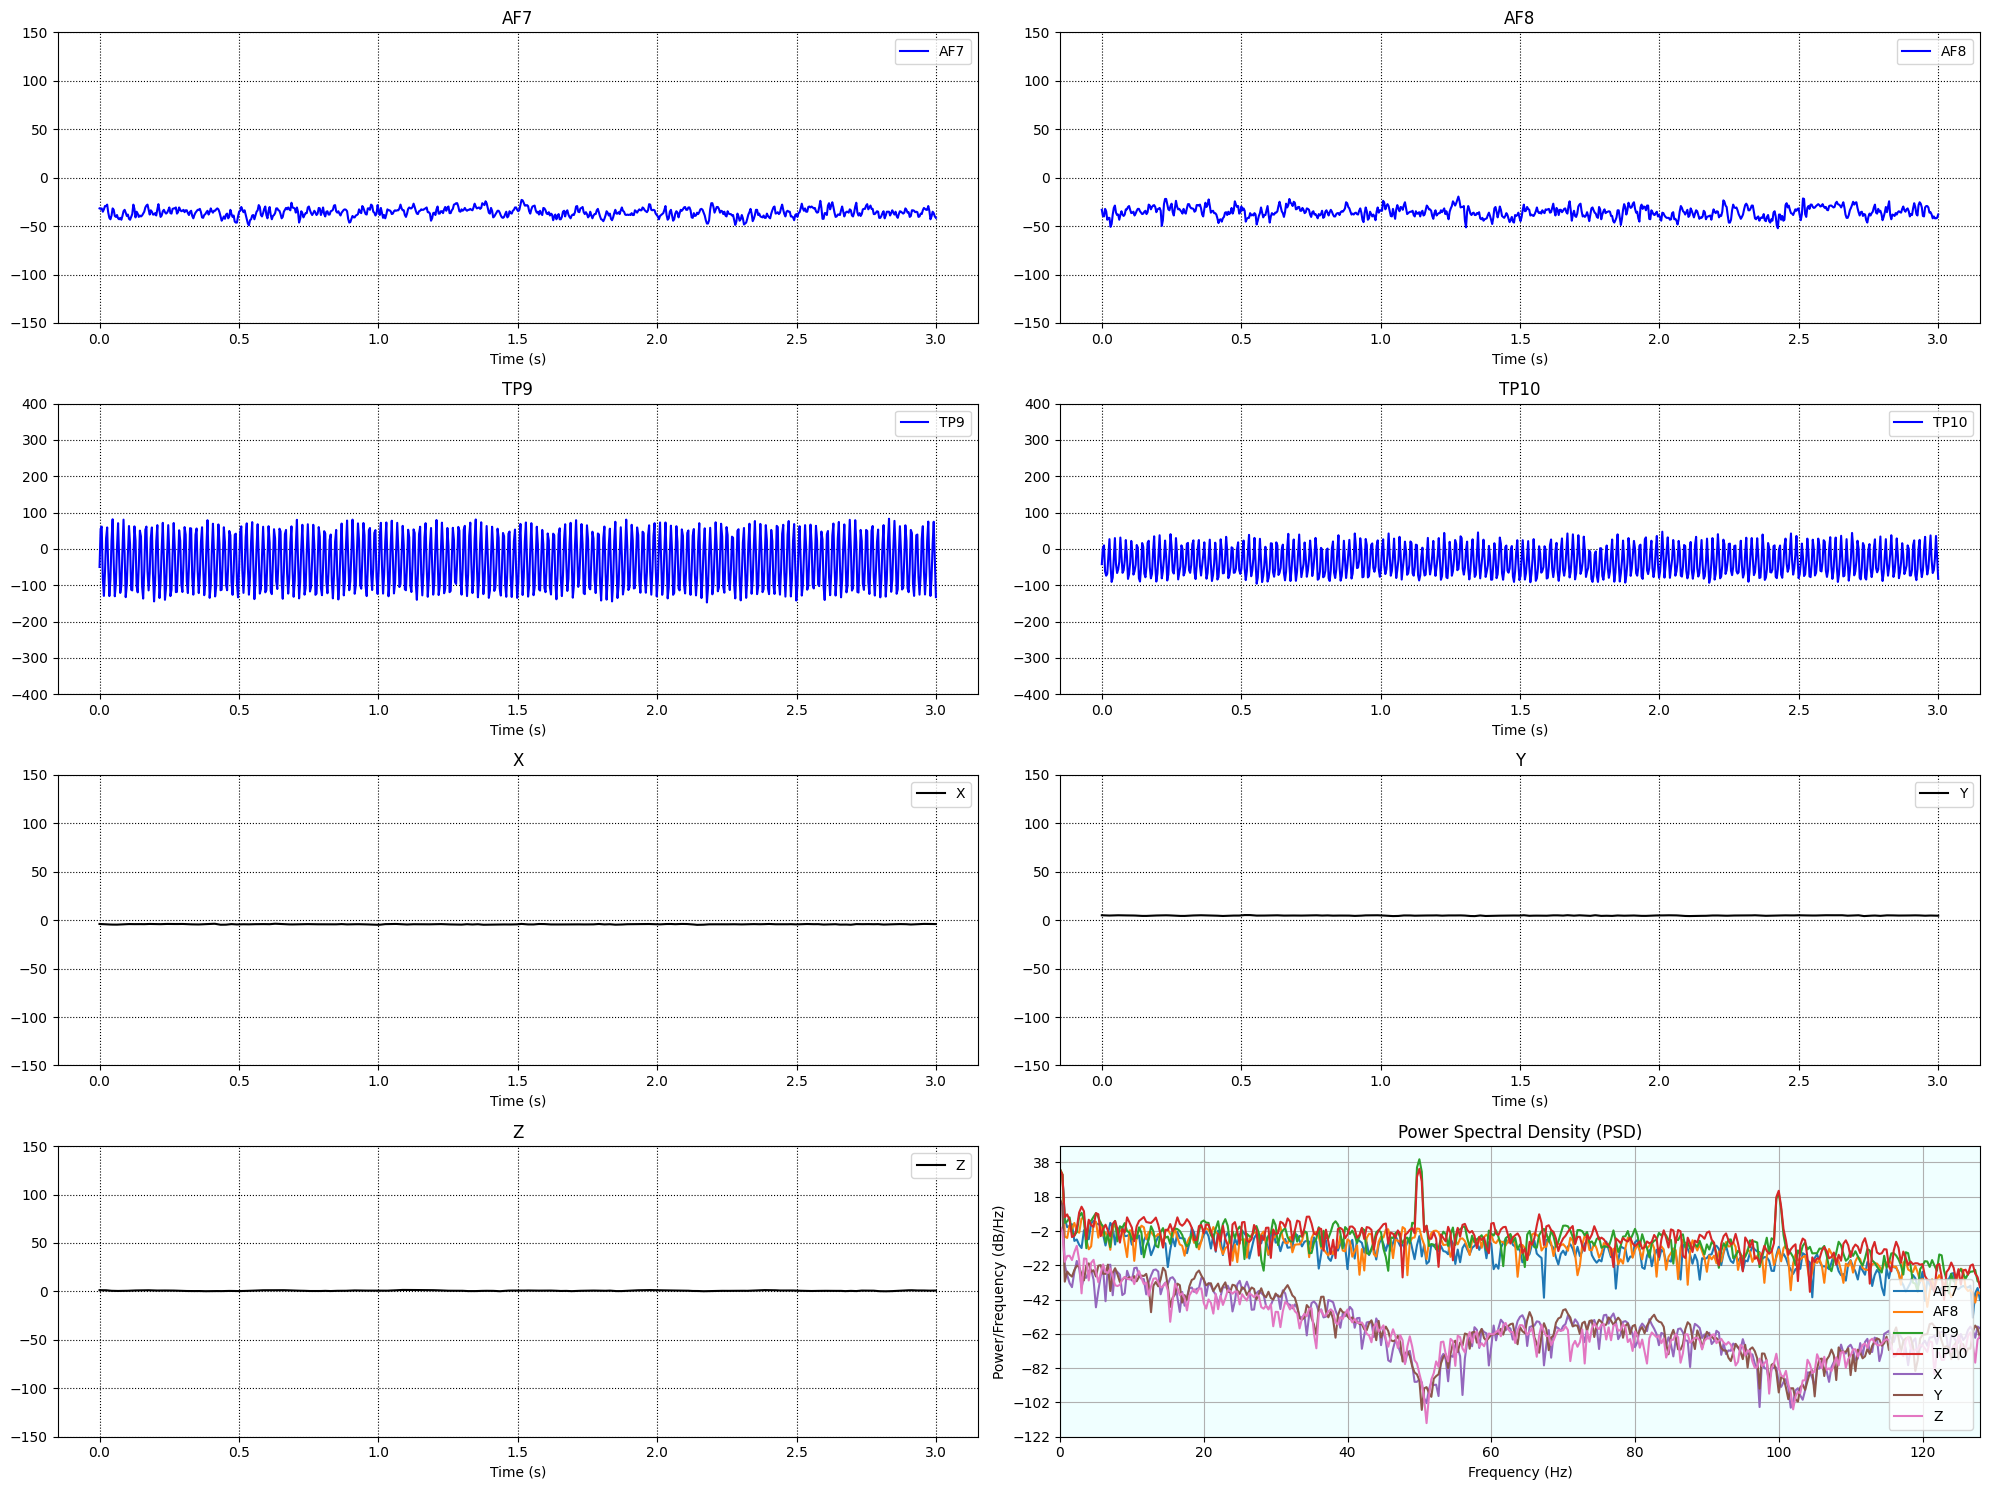 AF7
150
100
50
0
−50
−100
−150
0.0 0.5 1.0 1.5 2.0 2.5 3.0
Time (s)
AF7
AF8
150
100
50
0
−50
−100
−150
0.0 0.5 1.0 1.5 2.0 2.5 3.0
Time (s)
AF8
TP9
400
300
200
100
0
−100
−200
−300
−400
0.0 0.5 1.0 1.5 2.0 2.5 3.0
Time (s)
TP9
TP10
400
300
200
100
0
−100
−200
−300
−400
0.0 0.5 1.0 1.5 2.0 2.5 3.0
Time (s)
TP10
X
150
100
50
0
−50
−100
−150
0.0 0.5 1.0 1.5 2.0 2.5 3.0
Time (s)
X
Y
150
100
50
0
−50
−100
−150
0.0 0.5 1.0 1.5 2.0 2.5 3.0
Time (s)
Y
Z
150
100
50
0
−50
−100
−150
0.0 0.5 1.0 1.5 2.0 2.5 3.0
Time (s)
Z
Power Spectral Density (PSD)
Power/Frequency (dB/Hz)
38
18
−2
−22
−42
−62
−82
−102
−122
0 20 40 60 80 100 120
Frequency (Hz)
AF7
AF8
TP9
TP10
X
Y
Z